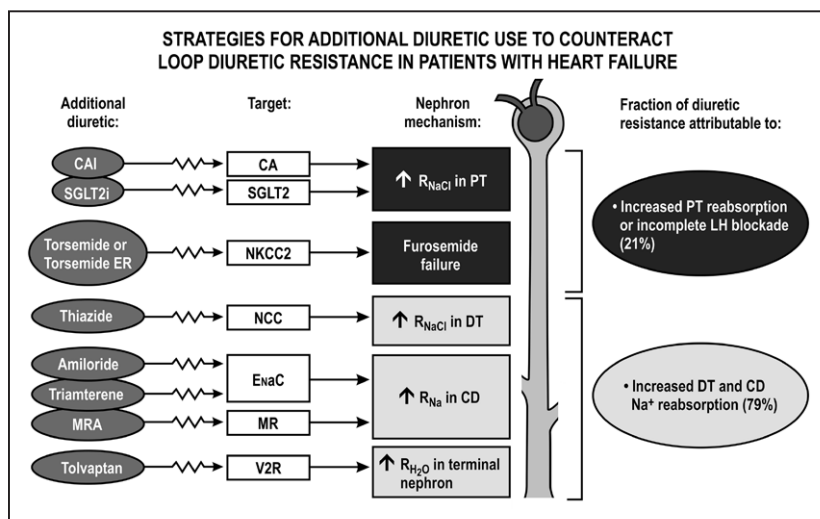 STRATEGIES FOR ADDITIONAL DIURETIC USE TO COUNTERACT
LOOP DIURETIC RESISTANCE IN PATIENTS WITH HEART FAILURE
Additional
diuretic:
Target:
Nephron
mechanism:
Fraction of diuretic
resistance attributable to:
CAI
CA
SGLT2i
SGLT2
↑ RNaCl in PT
Torsemide or
Torsemide ER
NKCC2
Furosemide
failure
• Increased PT reabsorption
or incomplete LH blockade
(21%)
Thiazide
NCC
↑ RNaCl in DT
Amiloride
Triamterene
ENaC
MRA
MR
↑ RNa in CD
Tolvaptan
V2R
↑ RH2O in terminal
nephron
• Increased DT and CD
Na+ reabsorption (79%)